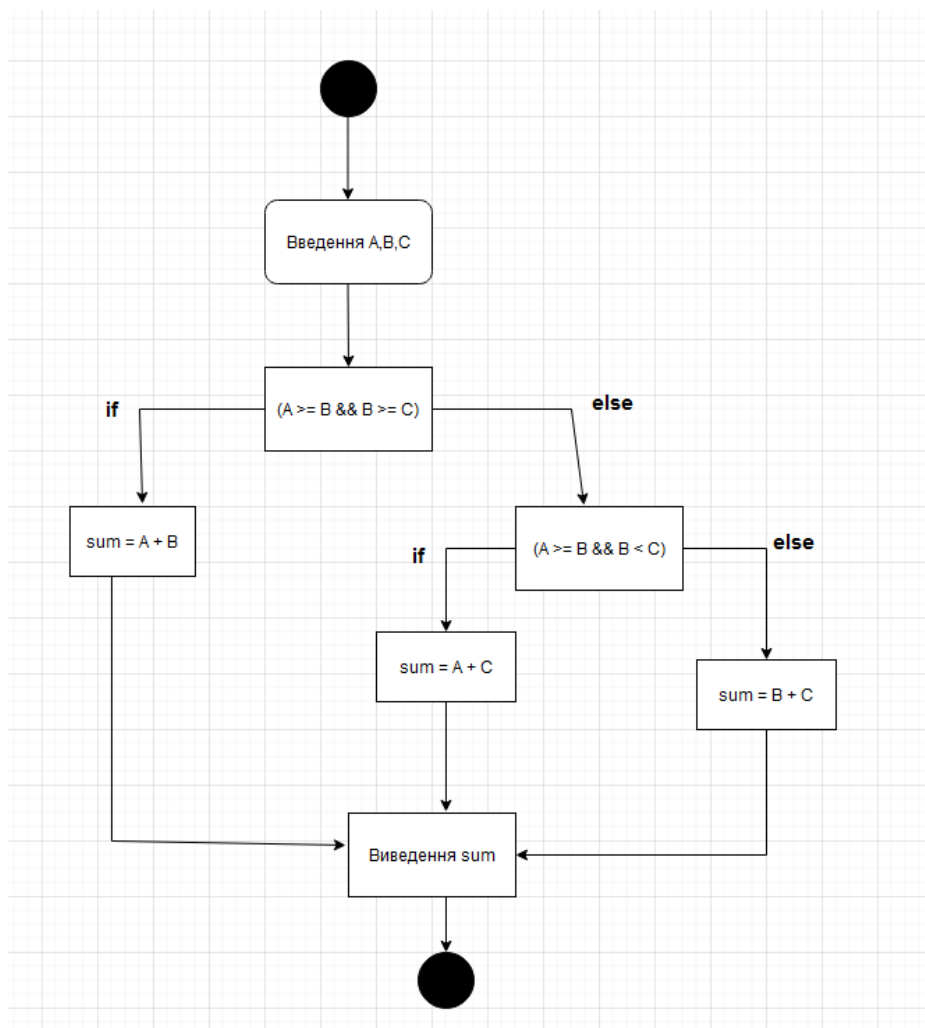 Введення A,B,C
(A >= B && B >= C)
if
else
sum = A + B
(A >= B && B < C)
if
else
sum = A + C
sum = B + C
Виведення sum